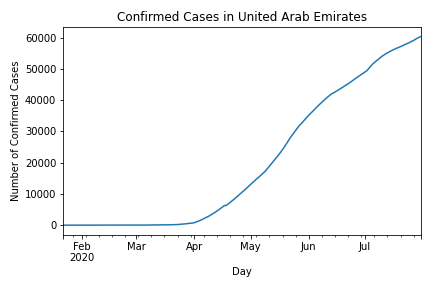 Confirmed Cases in United Arab Emirates
Number of Confirmed Cases
60000
50000
40000
30000
20000
10000
0
Feb Mar Apr May Jun Jul
2020
Day